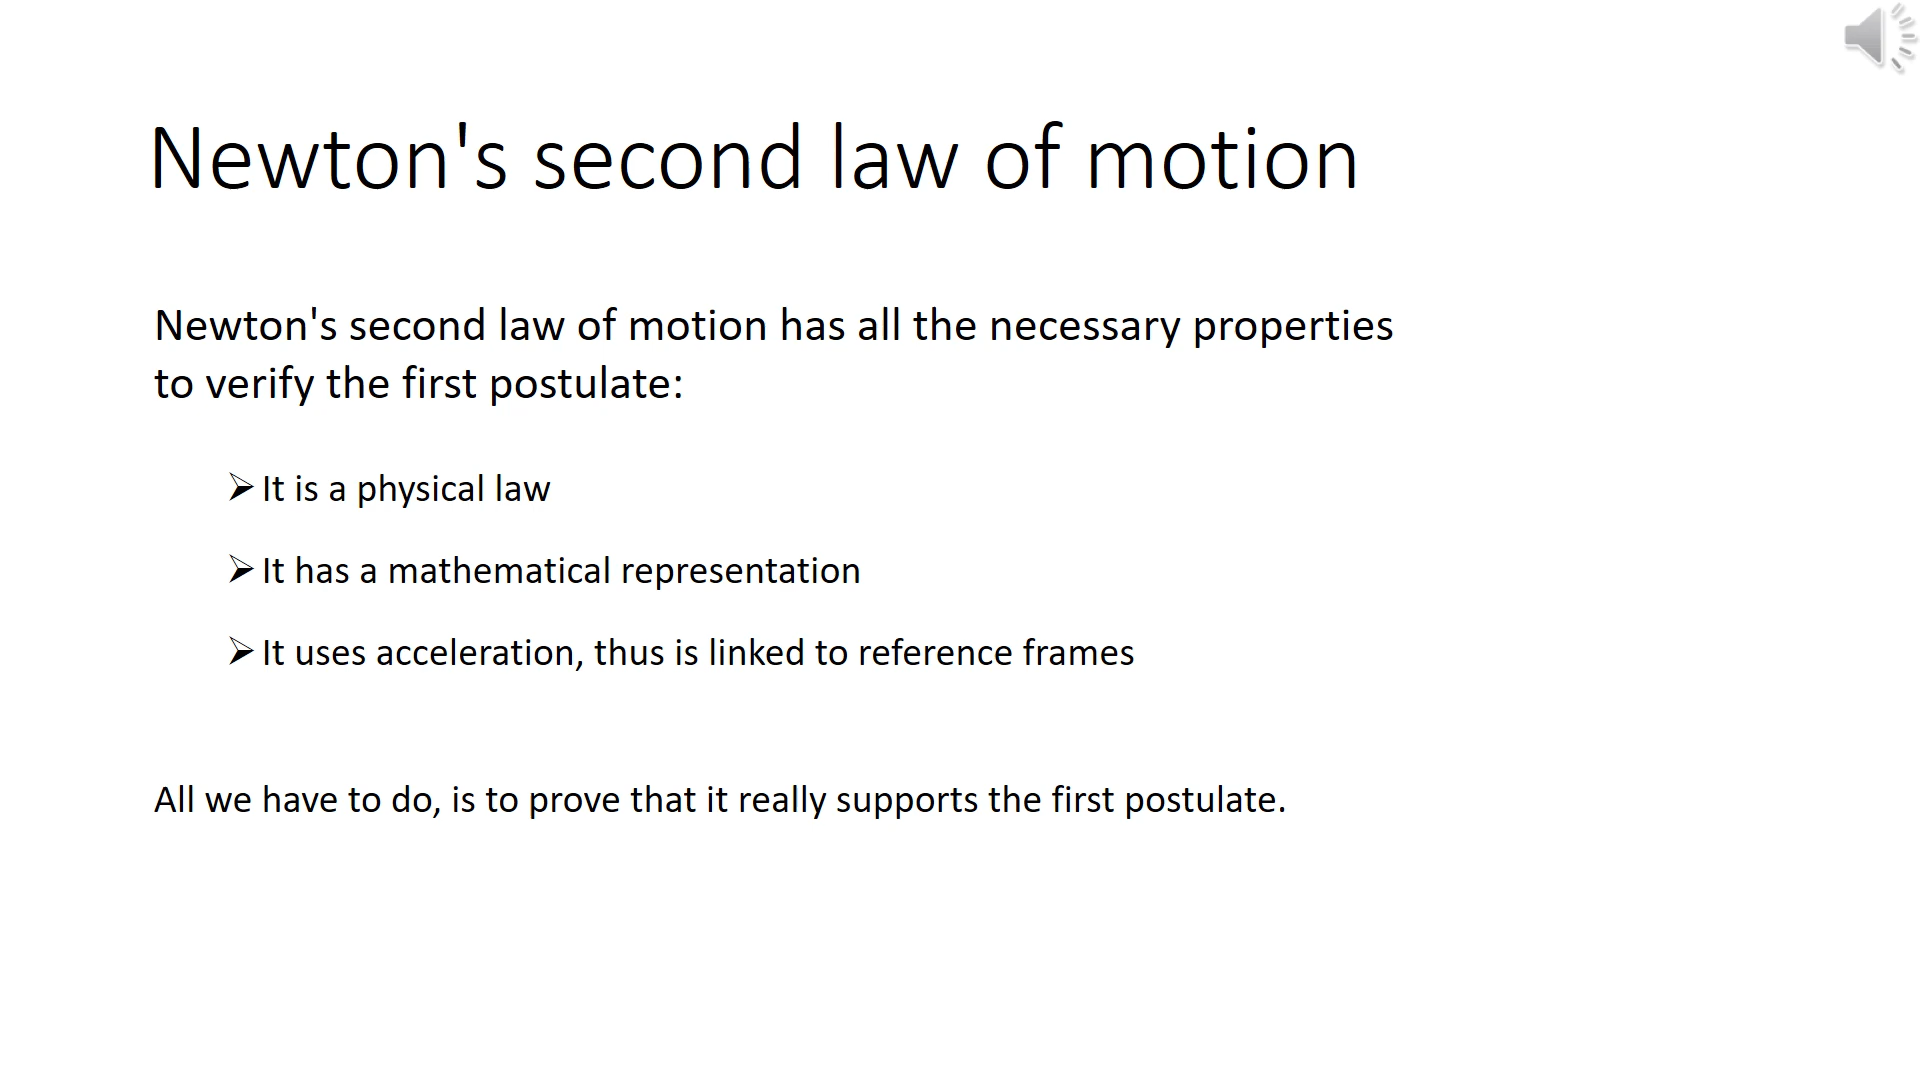 Newton's second law of motion
Newton's second law of motion has all the necessary properties
to verify the first postulate:
➢ It is a physical law
➢ It has a mathematical representation
➢ It uses acceleration, thus is linked to reference frames
All we have to do, is to prove that it really supports the first postulate.